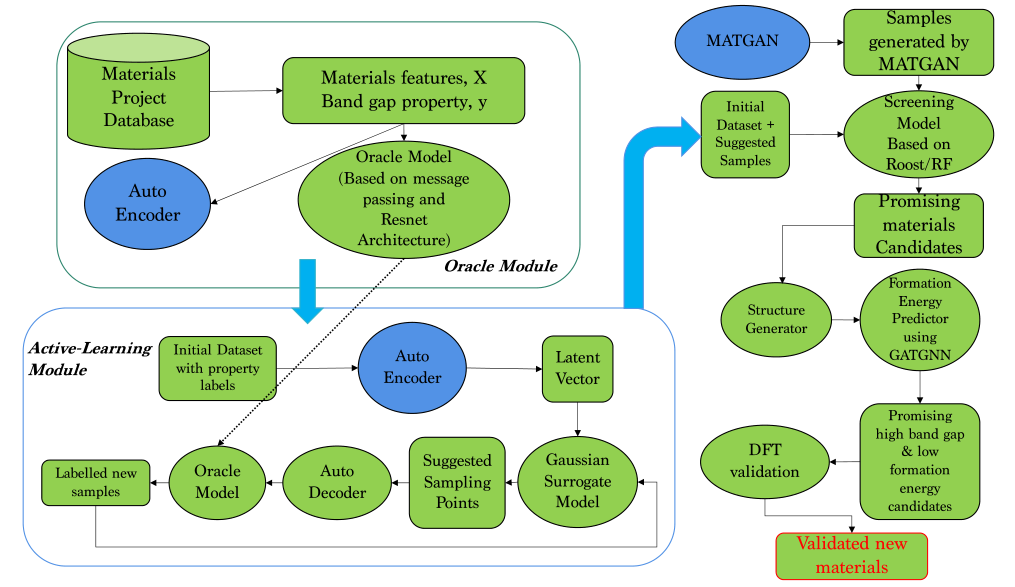 Materials
Project
Database
Materials features, X
Band gap property, y
Auto
Encoder
Oracle Model
(Based on message
passing and
Resnet
Architecture)
Oracle Module
Active-Learning
Module
Initial Dataset
with property
labels
Auto
Encoder
Latent
Vector
Labelled new
samples
Oracle
Model
Auto
Decoder
Suggested
Sampling
Points
Gaussian
Surrogate
Model
MATGAN
Samples
generated by
MATGAN
Initial
Dataset +
Suggested
Samples
Screening
Model
Based on
Roost/RF
Promising
materials
Candidates
Structure
Generator
Formation
Energy
Predictor
using
GATGNN
Promising
high band gap
& low
formation
energy
candidates
DFT
validation
Validated new
materials